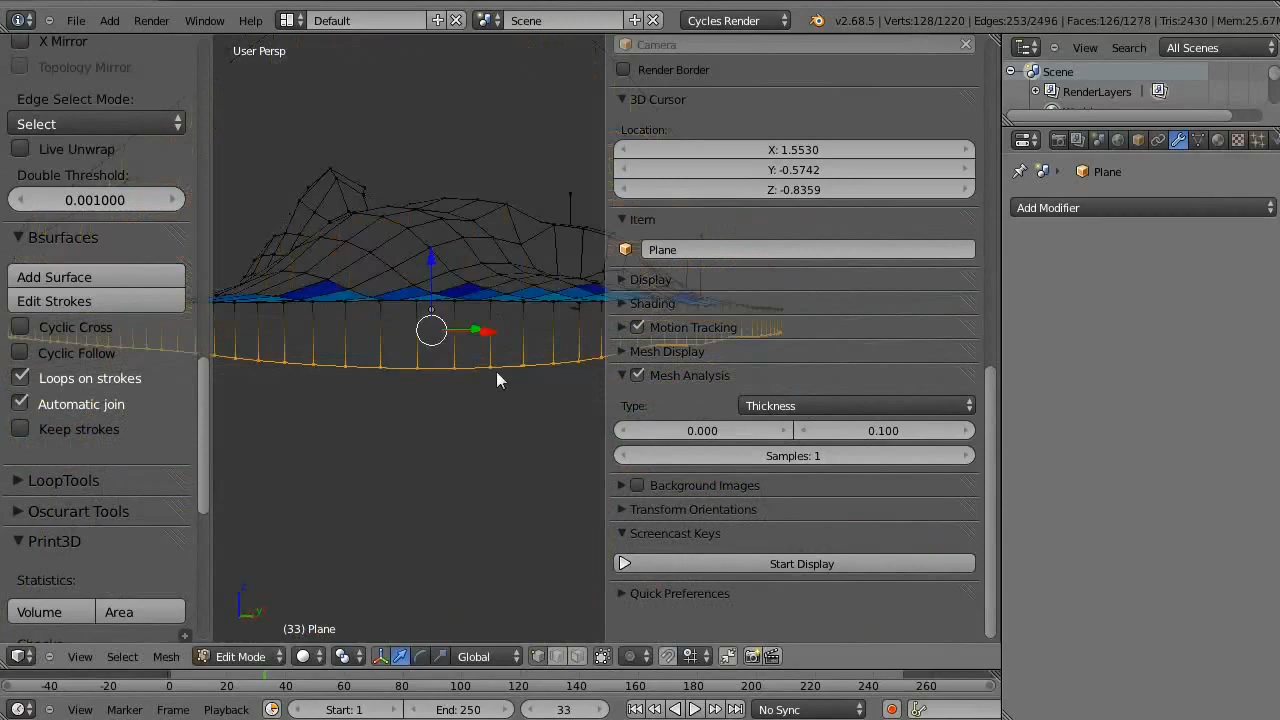 File Add Render Window Help Default Scene Cycles Render v2.68.5 | Verts:128/1220 | Edges:253/2496 | Faces:126/1278 | Tris:2430 | Mem:25.67
X Mirror
Topology Mirror
Edge Select Mode:
Select
Live Unwrap
Double Threshold:
0.001000
Bsurfaces
Add Surface
Edit Strokes
Cyclic Cross
Cyclic Follow
Loops on strokes
Automatic join
Keep strokes
LoopTools
Oscurart Tools
Print3D
Statistics:
Volume Area
User Persp
z
y
(33) Plane
Camera
Render Border
3D Cursor
Location:
X: 1.5530
Y: -0.5742
Z: -0.8359
Item
Plane
Display
Shading
Motion Tracking
Mesh Display
Mesh Analysis
Type: Thickness
0.000 0.100
Samples: 1
Background Images
Transform Orientations
Screencast Keys
Start Display
Quick Preferences
View Search All Scenes
Scene
RenderLayers
Plane
Add Modifier
View Select Mesh Edit Mode Global
-40 -20 0 20 40 60 80 100 120 140 160 180 200 220 240 260
View Marker Frame Playback Start: 1 End: 250 33 No Sync